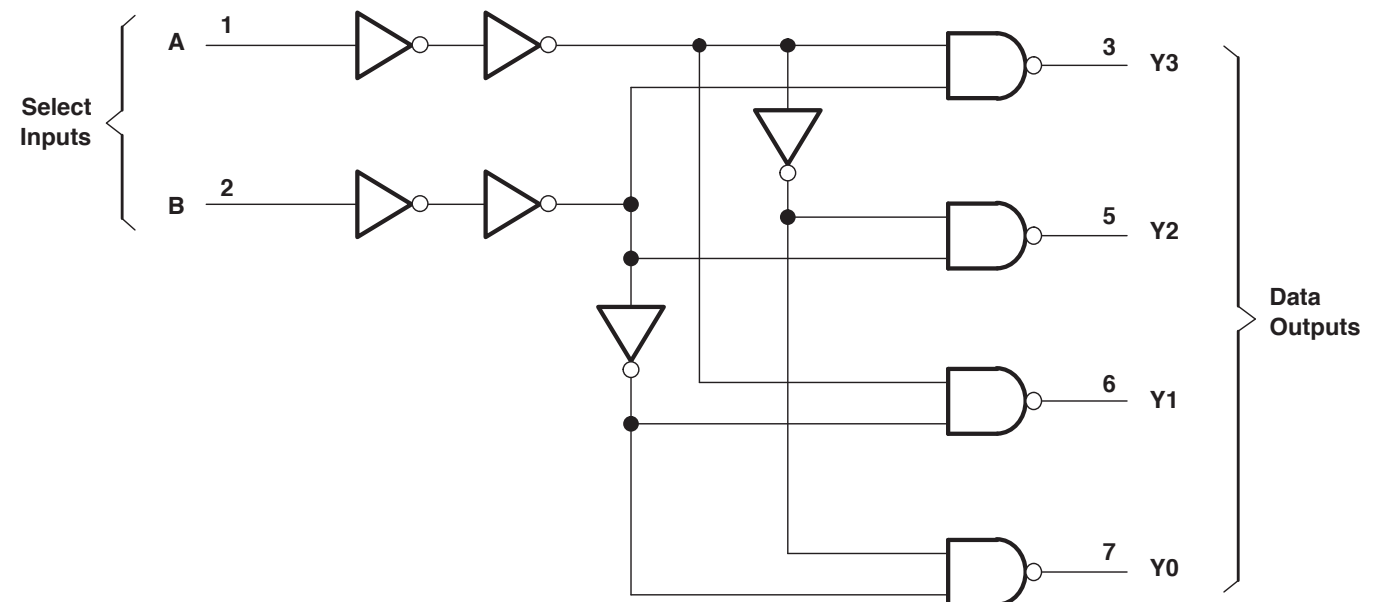 A 1
3 Y3
Select
Inputs
B 2
5 Y2
Data
Outputs
6 Y1
7 Y0